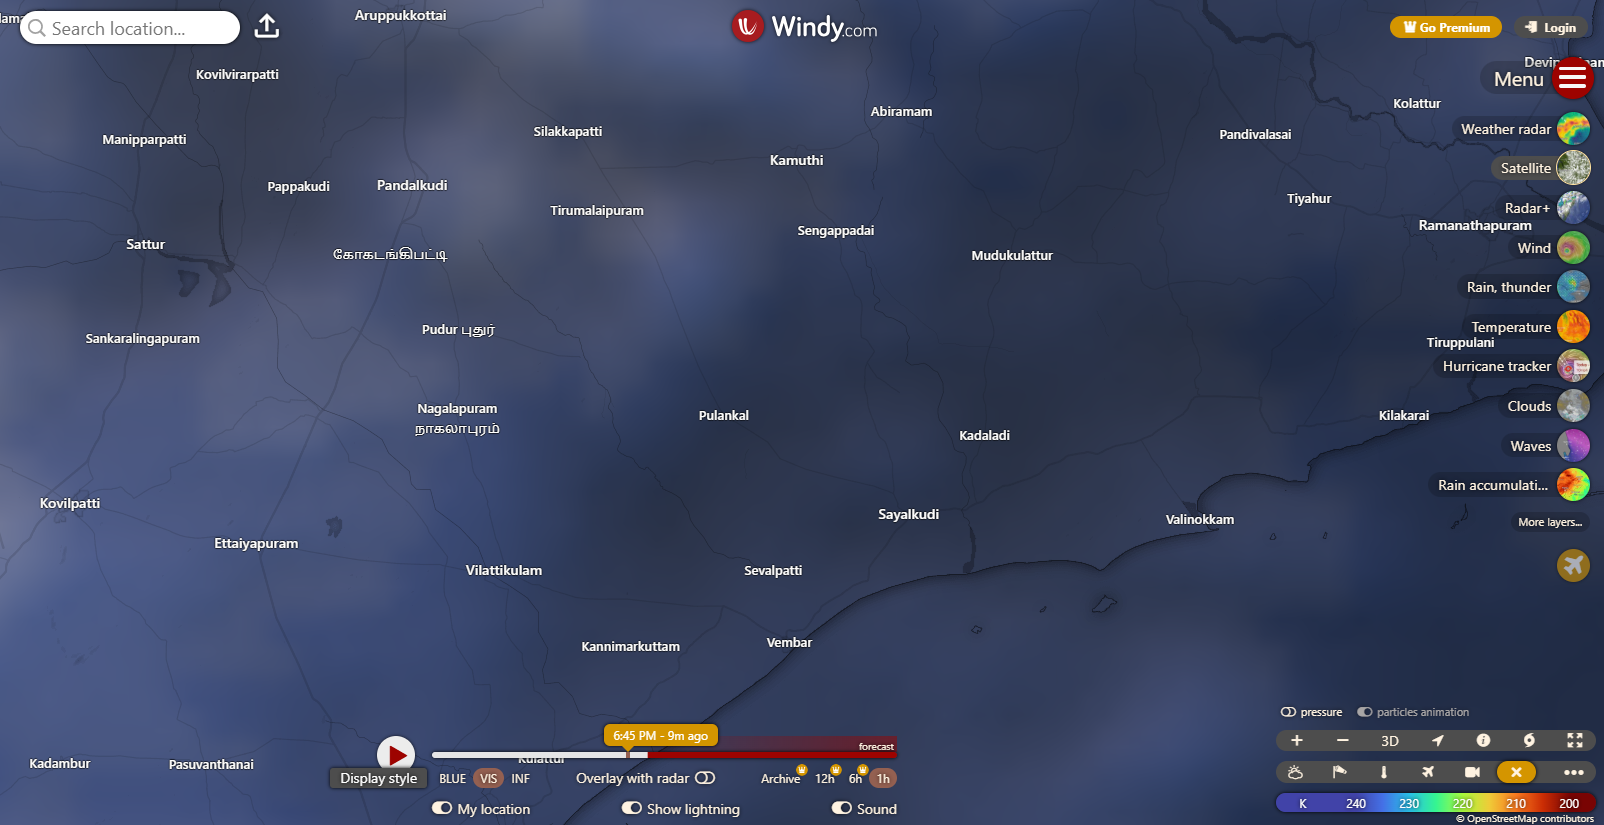 Search location...
Windy.com
Go Premium
Login
Menu
Weather radar
Satellite
Radar+
Wind
Rain, thunder
Temperature
Hurricane tracker
Clouds
Waves
Rain accumulati...
More layers...
Aruppukkottai
Kovilvirarpatti
Manipparpatti
Silakkapatti
Abiramam
Kolattur
Pandivalasai
Kamuthi
Pappakudi
Pandalkudi
Tirumalaipuram
Tiyahur
Sattur
கோகடங்கிபட்டி
Sengappadai
Ramanathapuram
Mudukulattur
Sankaralingapuram
Pudur புதுர்
Tiruppulani
Nagalapuram
நாகலாபுரம்
Pulankal
Kadaladi
Kilakarai
Kovilpatti
Sayalkudi
Valinokkam
Ettaiyapuram
Vilattikulam
Sevalpatti
Kannimarkuttam
Vembar
Kadambur
Pasuvanthanai
Kulattur
6:45 PM - 9m ago
forecast
Display style
BLUE VIS INF
Overlay with radar
Archive 12h 6h 1h
My location
Show lightning
Sound
pressure
particles animation
3D
K 240 230 220 210 200
© OpenStreetMap contributors